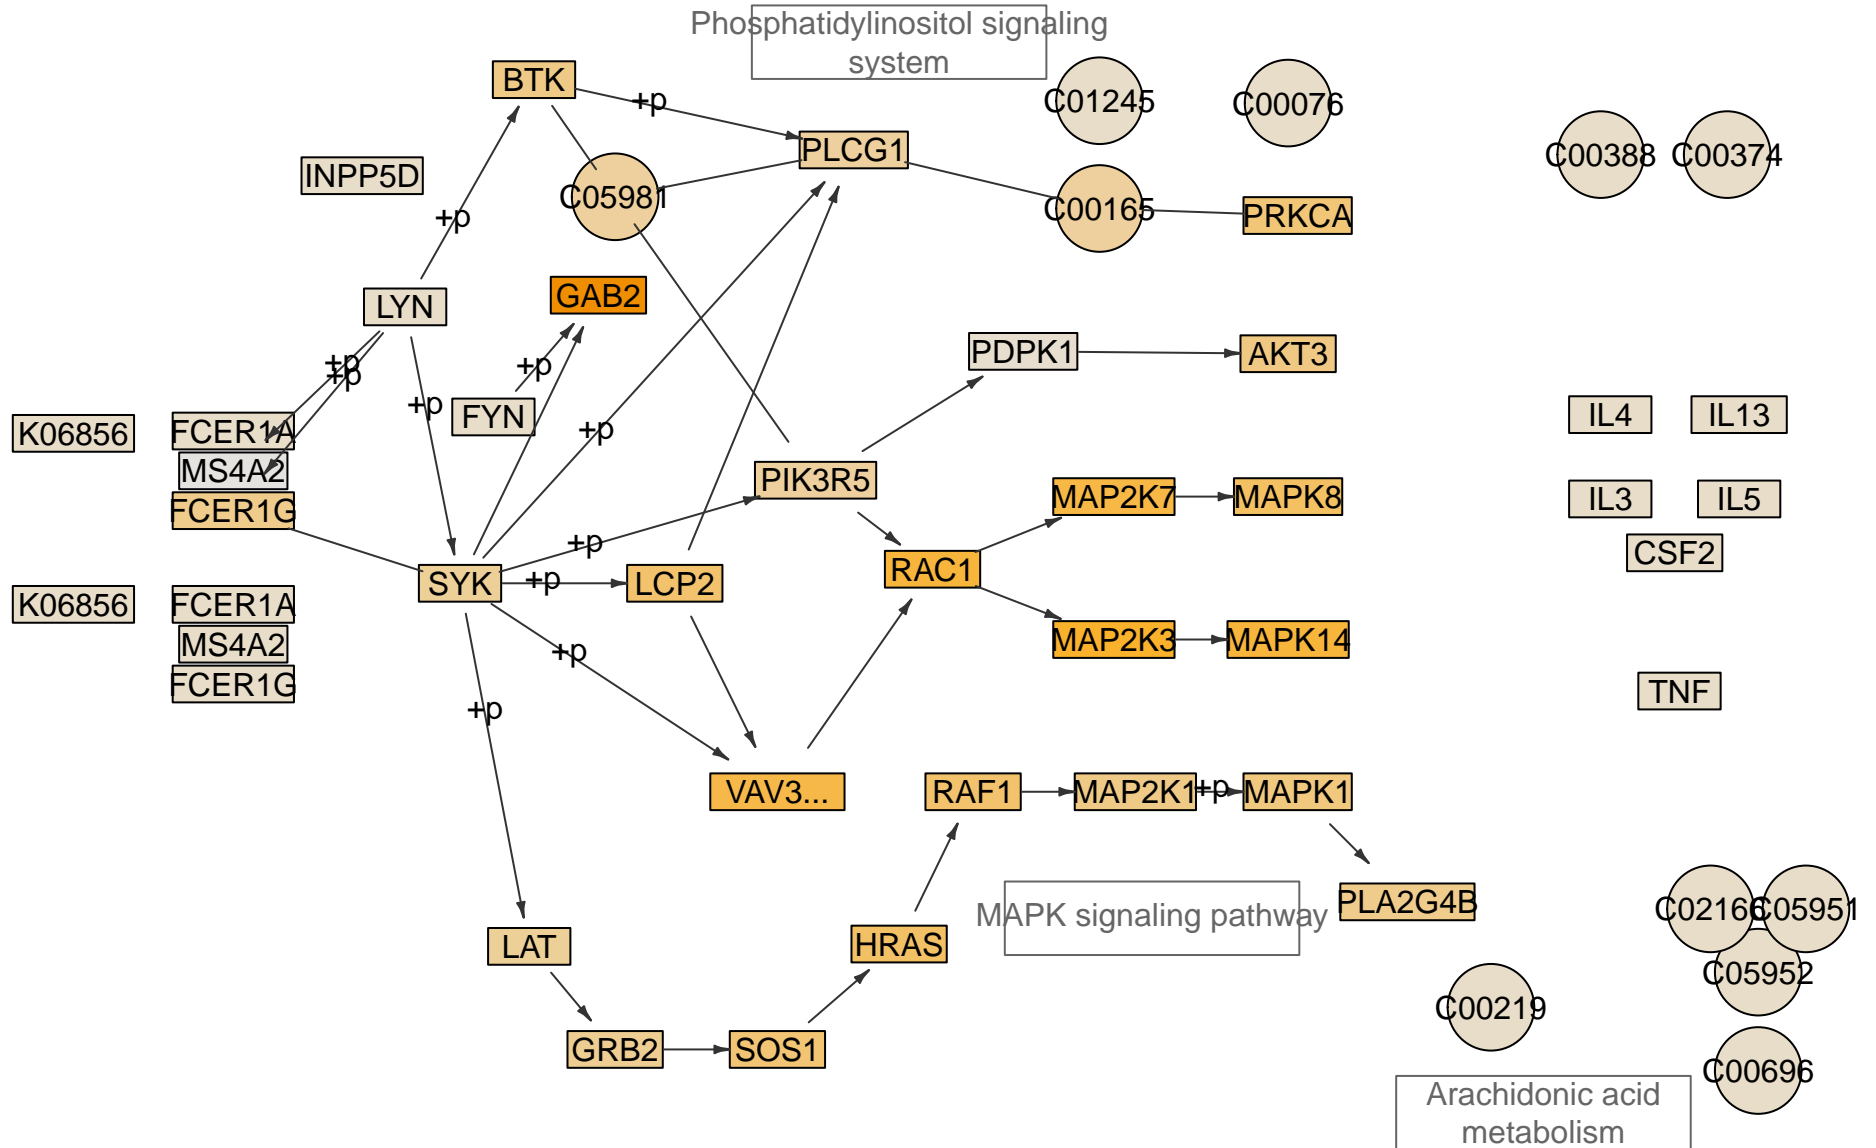 Phosphatidylinositol signaling
system
BTK
+p
C01245
C00076
PLCG1
C00388
C00374
INPP5D
C05981
C00165
PRKCA
+p
LYN
GAB2
PDPK1
AKT3
+p
+p
+p
+p
FYN
+p
K06856
FCER1A
MS4A2
FCER1G
IL4
IL13
PIK3R5
MAP2K7
MAPK8
IL3
IL5
+p
CSF2
SYK
+p
LCP2
RAC1
K06856
FCER1A
MS4A2
FCER1G
+p
MAP2K3
MAPK14
TNF
+p
VAV3...
RAF1
MAP2K1
+p
MAPK1
MAPK signaling pathway
PLA2G4B
C02166
C05951
LAT
HRAS
C05952
C00219
GRB2
SOS1
C00696
Arachidonic acid
metabolism